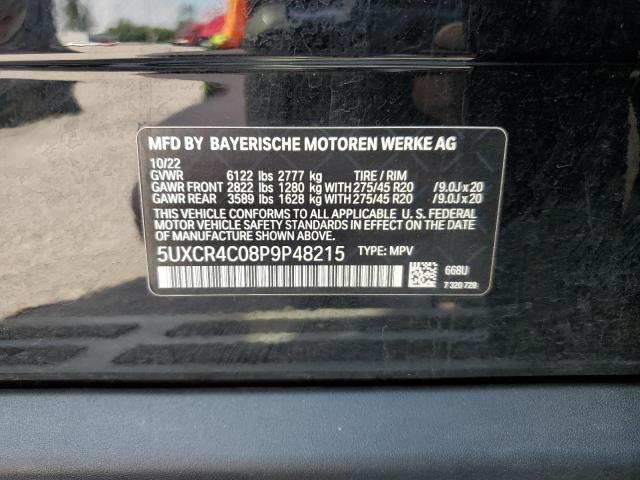 MFD BY BAYERISCHE MOTOREN WERKE AG
10/22
GVWR 6122 lbs 2777 kg TIRE / RIM
GAWR FRONT 2822 lbs 1280 kg WITH 275/45 R20 /9.0J x 20
GAWR REAR 3589 lbs 1628 kg WITH 275/45 R20 /9.0J x 20
THIS VEHICLE CONFORMS TO ALL APPLICABLE U. S. FEDERAL
MOTOR VEHICLE SAFETY STANDARDS IN EFFECT ON THE
DATE OF MANUFACTURE SHOWN ABOVE.
5UXCR4C08P9P48215 TYPE: MPV
668U
7 320 729